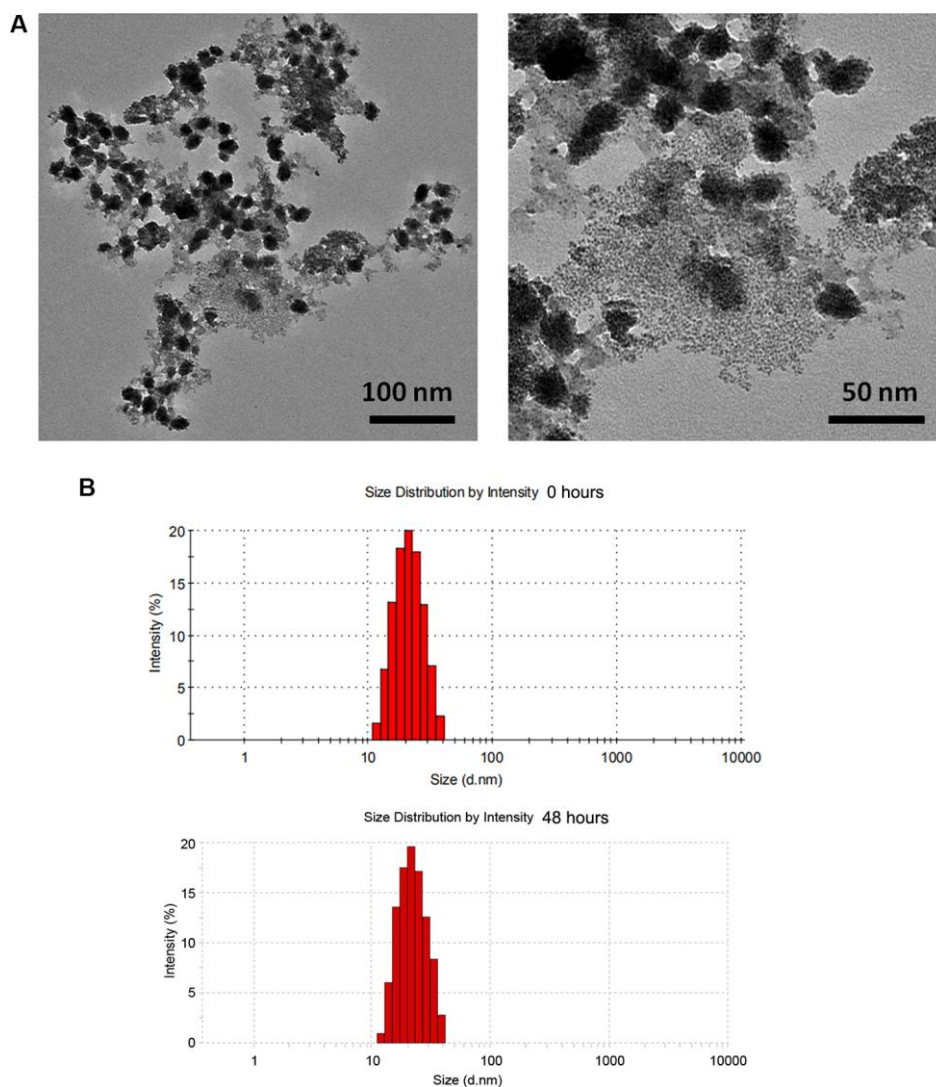 A
100 nm
50 nm
B
Size Distribution by Intensity 0 hours
20
15
10
5
0
Intensity (%)
1
10
100
1000
10000
Size (d.nm)
Size Distribution by Intensity 48 hours
20
15
10
5
0
Intensity (%)
1
10
100
1000
10000
Size (d.nm)